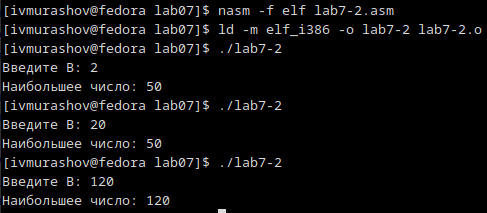 [ivmurashov@fedora lab07]$ nasm -f elf lab7-2.asm
[ivmurashov@fedora lab07]$ ld -m elf_i386 -o lab7-2 lab7-2.o
[ivmurashov@fedora lab07]$ ./lab7-2
Введите В: 2
Наибольшее число: 50
[ivmurashov@fedora lab07]$ ./lab7-2
Введите В: 20
Наибольшее число: 50
[ivmurashov@fedora lab07]$ ./lab7-2
Введите В: 120
Наибольшее число: 120